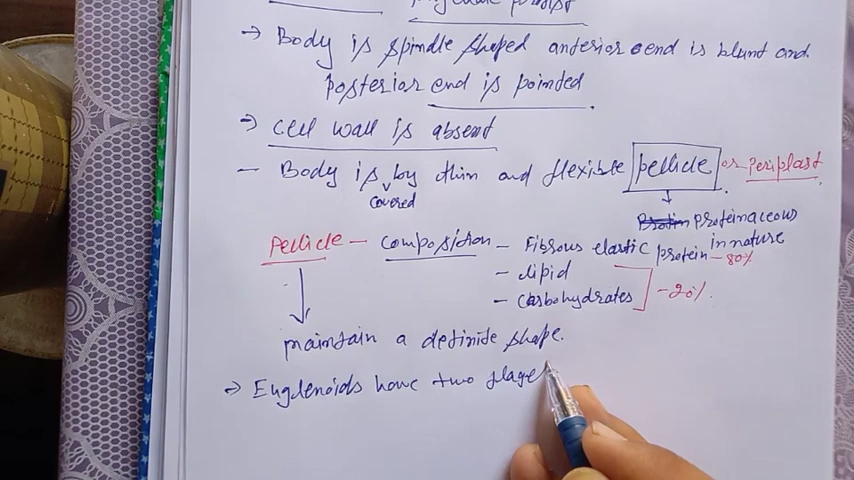 protist
→ Body is spindle shaped anterior end is blunt and
posterior end is pointed.
→ Cell wall is absent
- Body is covered by thin and flexible pellicle or periplast.
proteinaceous
in nature
Pellicle - Composition - Fibrous elastic protein - 80%
- Lipid
- Carbohydrates - 20%.
maintain a definite shape.
→ Euglenoids have two flage